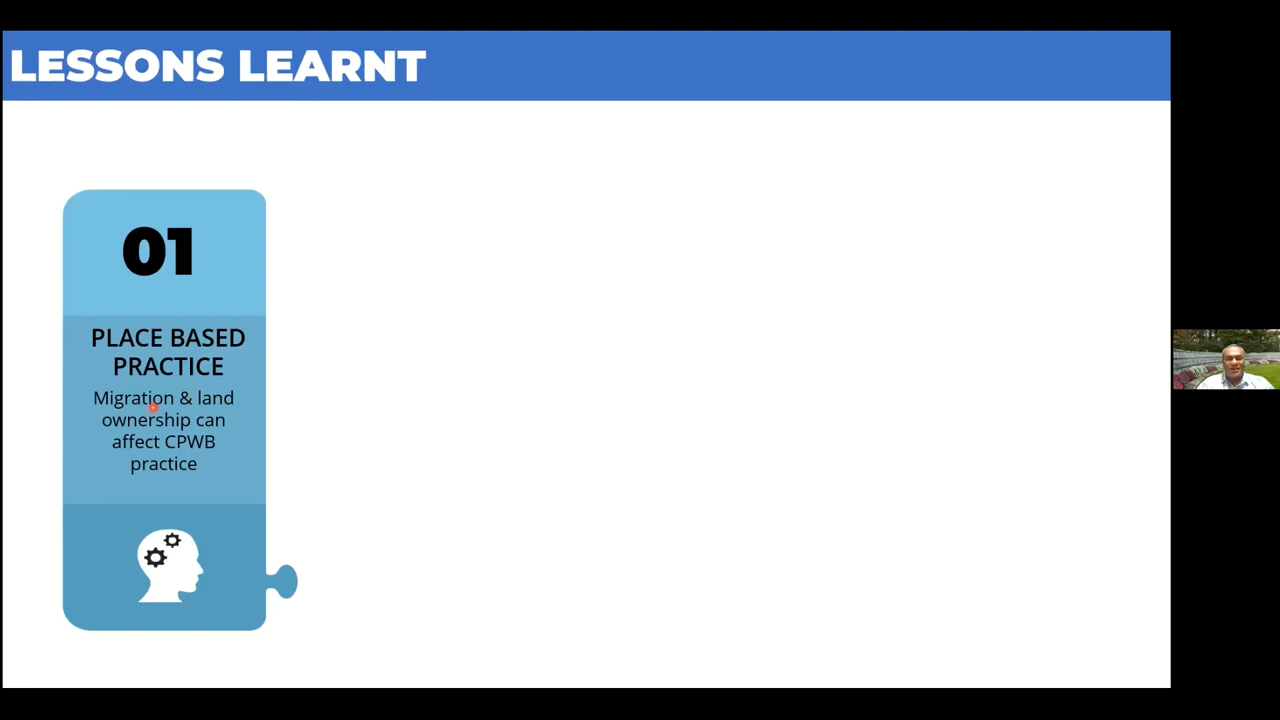 LESSONS LEARNT
01
PLACE BASED
PRACTICE
Migration & land
ownership can
affect CPWB
practice